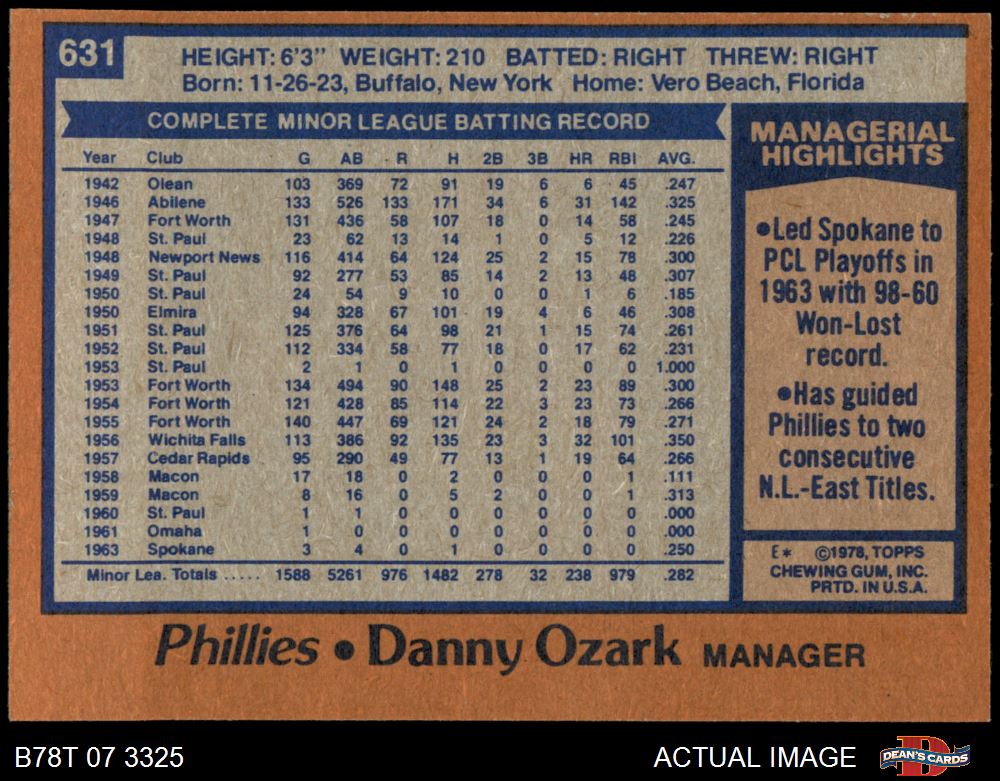 631
HEIGHT: 6'3" WEIGHT: 210 BATTED: RIGHT THREW: RIGHT
Born: 11-26-23, Buffalo, New York Home: Vero Beach, Florida
COMPLETE MINOR LEAGUE BATTING RECORD
Year Club G AB R H 2B 3B HR RBI AVG.
1942 Olean 103 369 72 91 19 6 6 45 .247
1946 Abilene 133 526 133 171 34 6 31 142 .325
1947 Fort Worth 131 436 58 107 18 0 14 58 .245
1948 St. Paul 23 62 13 14 1 0 5 12 .226
1948 Newport News 116 414 64 124 25 2 15 78 .300
1949 St. Paul 92 277 53 85 14 2 13 48 .307
1950 St. Paul 24 54 9 10 0 0 1 6 .185
1950 Elmira 94 328 67 101 19 4 6 46 .308
1951 St. Paul 125 376 64 98 21 1 15 74 .261
1952 St. Paul 112 334 58 77 18 0 17 62 .231
1953 St. Paul 2 1 0 1 0 0 0 0 1.000
1953 Fort Worth 134 494 90 148 25 2 23 89 .300
1954 Fort Worth 121 428 85 114 22 3 23 73 .266
1955 Fort Worth 140 447 69 121 24 2 18 79 .271
1956 Wichita Falls 113 386 92 135 23 3 32 101 .350
1957 Cedar Rapids 95 290 49 77 13 1 19 64 .266
1958 Macon 17 18 0 2 0 0 0 1 .111
1959 Macon 8 16 0 5 2 0 0 1 .313
1960 St. Paul 1 1 0 0 0 0 0 0 .000
1961 Omaha 1 0 0 0 0 0 0 0 .000
1963 Spokane 3 4 0 1 0 0 0 0 .250
Minor Lea. Totals ..... 1588 5261 976 1482 278 32 238 979 .282
MANAGERIAL
HIGHLIGHTS
•Led Spokane to
PCL Playoffs in
1963 with 98-60
Won-Lost
record.
•Has guided
Phillies to two
consecutive
N.L.-East Titles.
E* ©1978, TOPPS
CHEWING GUM, INC.
PRTD. IN U.S.A.
Phillies • Danny Ozark MANAGER
B78T 07 3325
ACTUAL IMAGE
DEAN'S CARDS